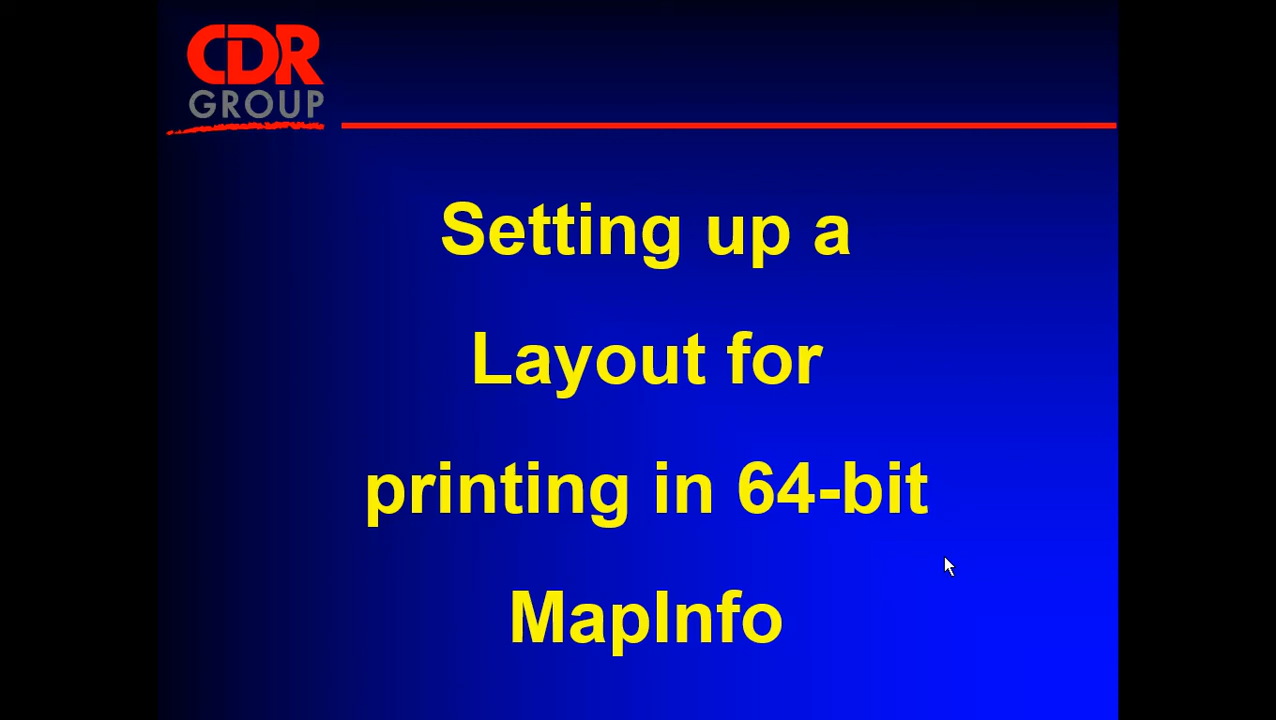 CDR
GROUP
Setting up a
Layout for
printing in 64-bit
MapInfo